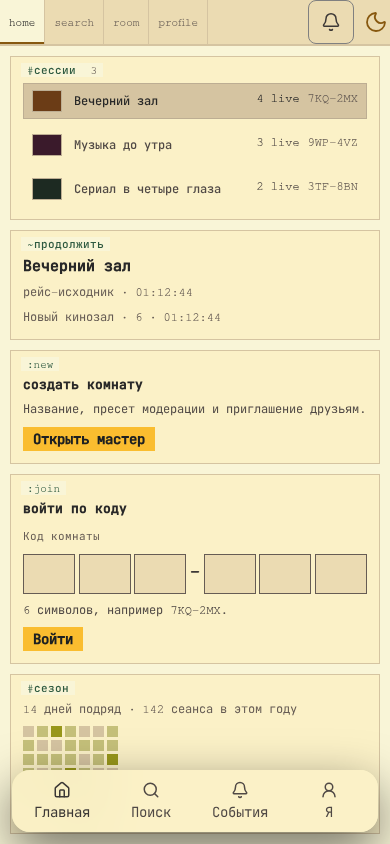 home search room profile
#сессии 3
Вечерний зал 4 live 7KQ-2MX
Музыка до утра 3 live 9WP-4VZ
Сериал в четыре глаза 2 live 3TF-8BN
~продолжить
Вечерний зал
рейс-исходник · 01:12:44
Новый кинозал · 6 · 01:12:44
:new
создать комнату
Название, пресет модерации и приглашение друзьям.
Открыть мастер
:join
войти по коду
Код комнаты
–
6 символов, например 7KQ-2MX.
Войти
#сезон
14 дней подряд · 142 сеанса в этом году
Главная Поиск События Я